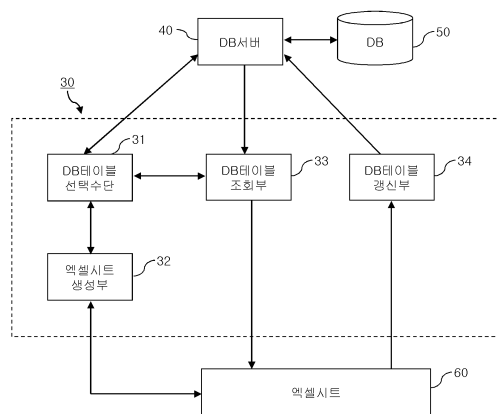 40
DB서버
DB
50
30
31
DB테이블
선택수단
DB테이블
조회부
33
DB테이블
갱신부
34
엑셀시트
생성부
32
60
엑셀시트